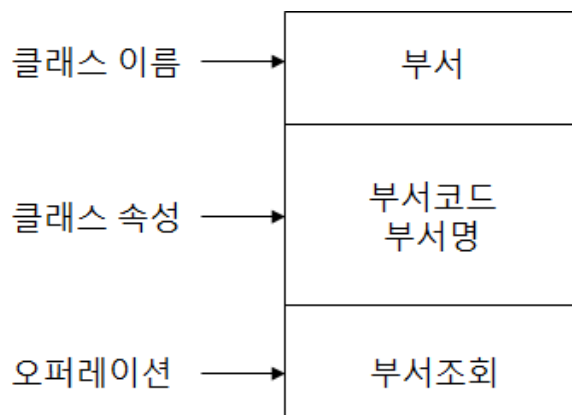 클래스 이름
부서
클래스 속성
부서코드
부서명
오퍼레이션
부서조회